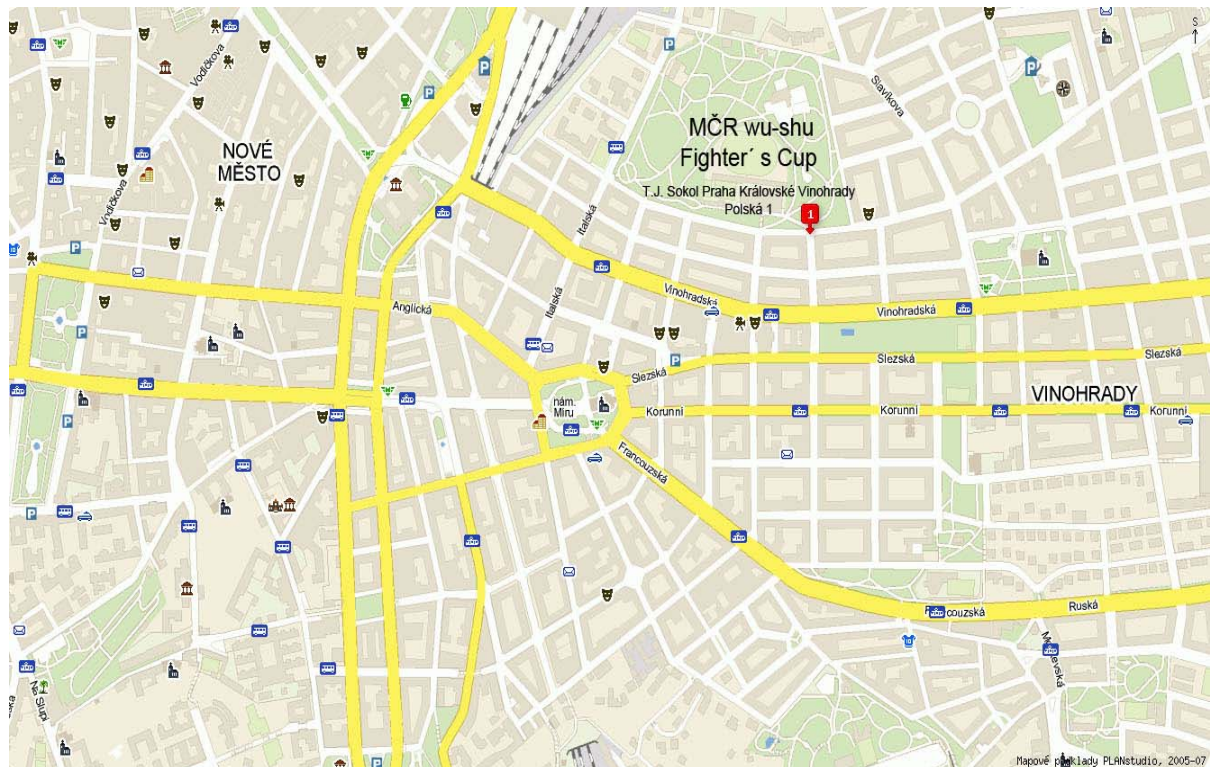 S
Vodičkova
Slavíkova
MČR wu-shu
Fighter´ s Cup
NOVÉ
MĚSTO
T.J. Sokol Praha Královské Vinohrady
Polská 1
1
Vodičkova
Italská
Vinohradská
Italská
Anglická
Vinohradská
Slezská
Slezská
Slezská
nám.
Míru
VINOHRADY
Korunní
Korunní
Korunní
Francouzská
Ruská
Na Slupi
Mapové podklady PLANstudio, 2005-07